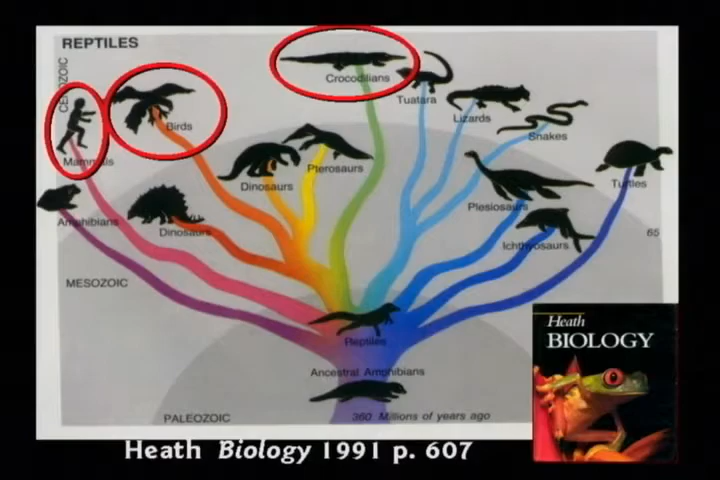 REPTILES
CENOZOIC
Crocodilians
Tuatara
Lizards
Birds
Snakes
Mammals
Pterosaurs
Dinosaurs
Turtles
Plesiosaurs
Amphibians
Dinosaurs
65
Ichthyosaurs
MESOZOIC
Heath
BIOLOGY
Reptiles
Ancestral Amphibians
PALEOZOIC
360 Millions of years ago
Heath Biology 1991 p. 607